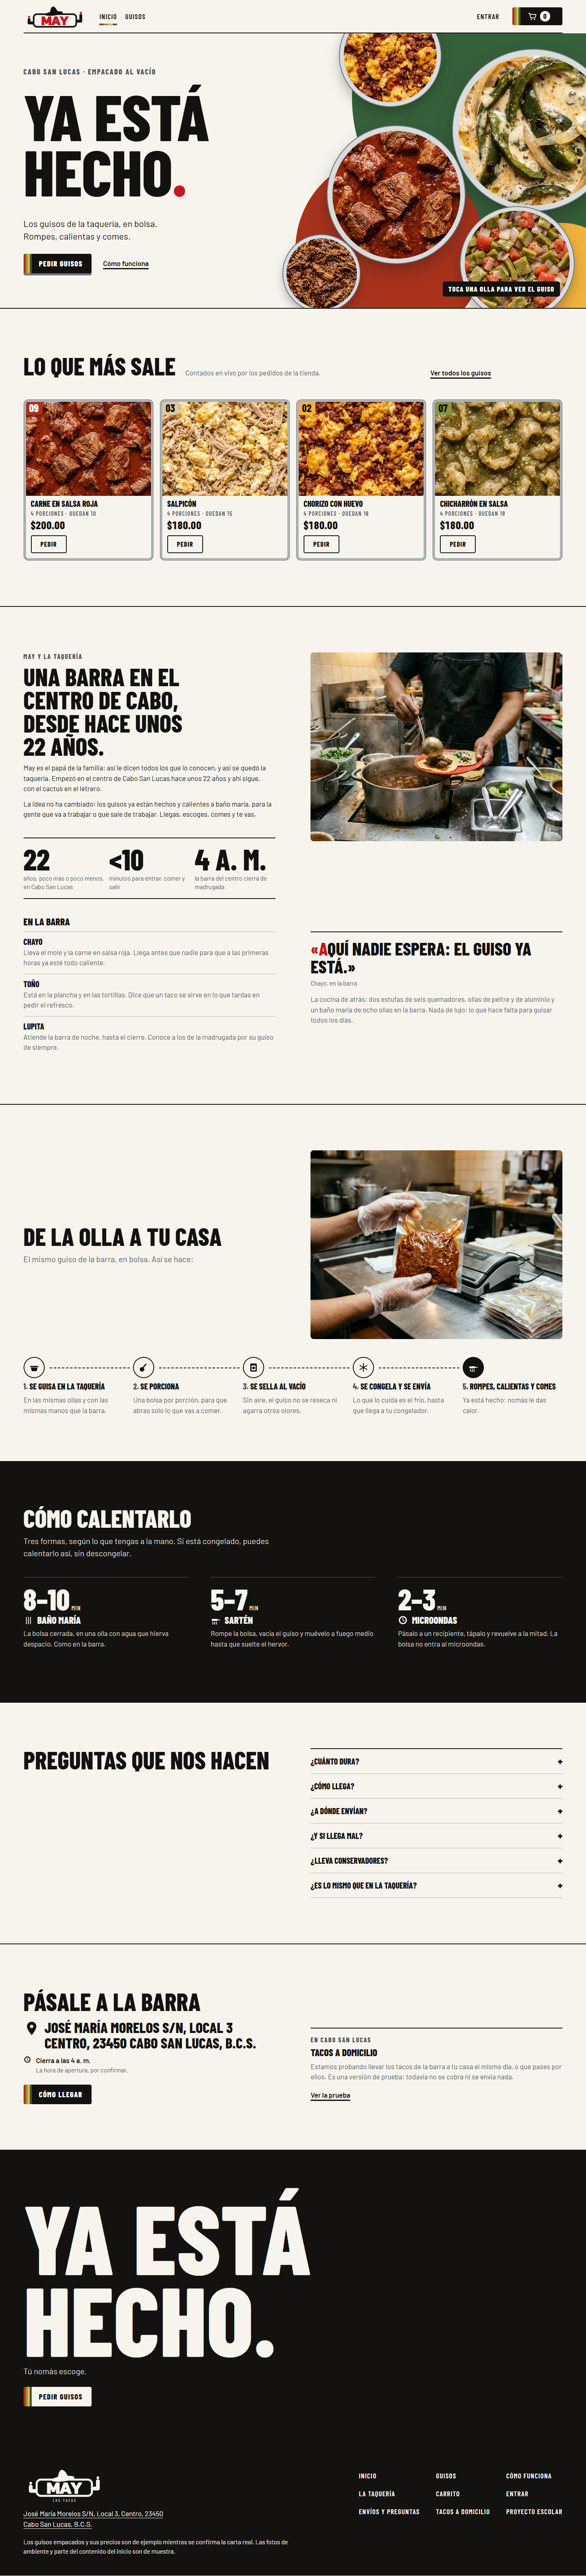 MAY
INICIO
GUISOS
ENTRAR
0
CABO SAN LUCAS · EMPACADO AL VACÍO
YA ESTÁ
HECHO.
Los guisos de la taquería, en bolsa.
Rompes, calientas y comes.
PEDIR GUISOS
Cómo funciona
TOCA UNA OLLA PARA VER EL GUISO
LO QUE MÁS SALE
Contados en vivo por los pedidos de la tienda.
Ver todos los guisos
09
CARNE EN SALSA ROJA
4 PORCIONES · QUEDAN 10
$200.00
PEDIR
03
SALPICÓN
4 PORCIONES · QUEDAN 15
$180.00
PEDIR
02
CHORIZO CON HUEVO
4 PORCIONES · QUEDAN 16
$180.00
PEDIR
07
CHICHARRÓN EN SALSA
4 PORCIONES · QUEDAN 18
$180.00
PEDIR
MAY Y LA TAQUERÍA
UNA BARRA EN EL
CENTRO DE CABO,
DESDE HACE UNOS
22 AÑOS.
May es el papá de la familia: así le dicen todos los que lo conocen, y así se quedó la
taquería. Empezó en el centro de Cabo San Lucas hace unos 22 años y ahí sigue,
con el cactus en el letrero.
La idea no ha cambiado: los guisos ya están hechos y calientes a baño maría, para la
gente que va a trabajar o que sale de trabajar. Llegas, escoges, comes y te vas.
22
años, poco más o poco menos,
en Cabo San Lucas
<10
minutos para entrar, comer y
salir
4 A. M.
la barra del centro cierra de
madrugada
EN LA BARRA
CHAYO
Lleva el mole y la carne en salsa roja. Llega antes que nadie para que a las primeras
horas ya esté todo caliente.
TOÑO
Está en la plancha y en las tortillas. Dice que un taco se sirve en lo que tardas en
pedir el refresco.
LUPITA
Atiende la barra de noche, hasta el cierre. Conoce a los de la madrugada por su guiso
de siempre.
«AQUÍ NADIE ESPERA: EL GUISO YA
ESTÁ.»
Chayo, en la barra
La cocina de atrás: dos estufas de seis quemadores, ollas de peltre y de aluminio y
un baño maría de ocho ollas en la barra. Nada de lujo: lo que hace falta para guisar
todos los días.
DE LA OLLA A TU CASA
El mismo guiso de la barra, en bolsa. Así se hace:
1. SE GUISA EN LA TAQUERÍA
En las mismas ollas y con las
mismas manos que la barra.
2. SE PORCIONA
Una bolsa por porción, para que
abras solo lo que vas a comer.
3. SE SELLA AL VACÍO
Sin aire, el guiso no se reseca ni
agarra otros olores.
4. SE CONGELA Y SE ENVÍA
Lo que lo cuida es el frío, hasta
que llega a tu congelador.
5. ROMPES, CALIENTAS Y COMES
Ya está hecho: nomás le das
calor.
CÓMO CALENTARLO
Tres formas, según lo que tengas a la mano. Si está congelado, puedes
calentarlo así, sin descongelar.
8–10 MIN
BAÑO MARÍA
La bolsa cerrada, en una olla con agua que hierva
despacio. Como en la barra.
5–7 MIN
SARTÉN
Rompe la bolsa, vacía el guiso y muévelo a fuego medio
hasta que suelte el hervor.
2–3 MIN
MICROONDAS
Pásalo a un recipiente, tápalo y revuelve a la mitad. La
bolsa no entra al microondas.
PREGUNTAS QUE NOS HACEN
¿CUÁNTO DURA? +
¿CÓMO LLEGA? +
¿A DÓNDE ENVÍAN? +
¿Y SI LLEGA MAL? +
¿LLEVA CONSERVADORES? +
¿ES LO MISMO QUE EN LA TAQUERÍA? +
PÁSALE A LA BARRA
JOSÉ MARÍA MORELOS S/N, LOCAL 3
CENTRO, 23450 CABO SAN LUCAS, B.C.S.
Cierra a las 4 a. m.
La hora de apertura, por confirmar.
CÓMO LLEGAR
EN CABO SAN LUCAS
TACOS A DOMICILIO
Estamos probando llevar los tacos de la barra a tu casa el mismo día, o que pases por
ellos. Es una versión de prueba: todavía no se cobra ni se envía nada.
Ver la prueba
YA ESTÁ
HECHO.
Tú nomás escoge.
PEDIR GUISOS
MAY
LOS TACOS
José María Morelos S/N, Local 3, Centro, 23450
Cabo San Lucas, B.C.S.
Los guisos empacados y sus precios son de ejemplo mientras se confirma la carta real. Las fotos de
ambiente y parte del contenido del inicio son de muestra.
INICIO
GUISOS
CÓMO FUNCIONA
LA TAQUERÍA
CARRITO
ENTRAR
ENVÍOS Y PREGUNTAS
TACOS A DOMICILIO
PROYECTO ESCOLAR